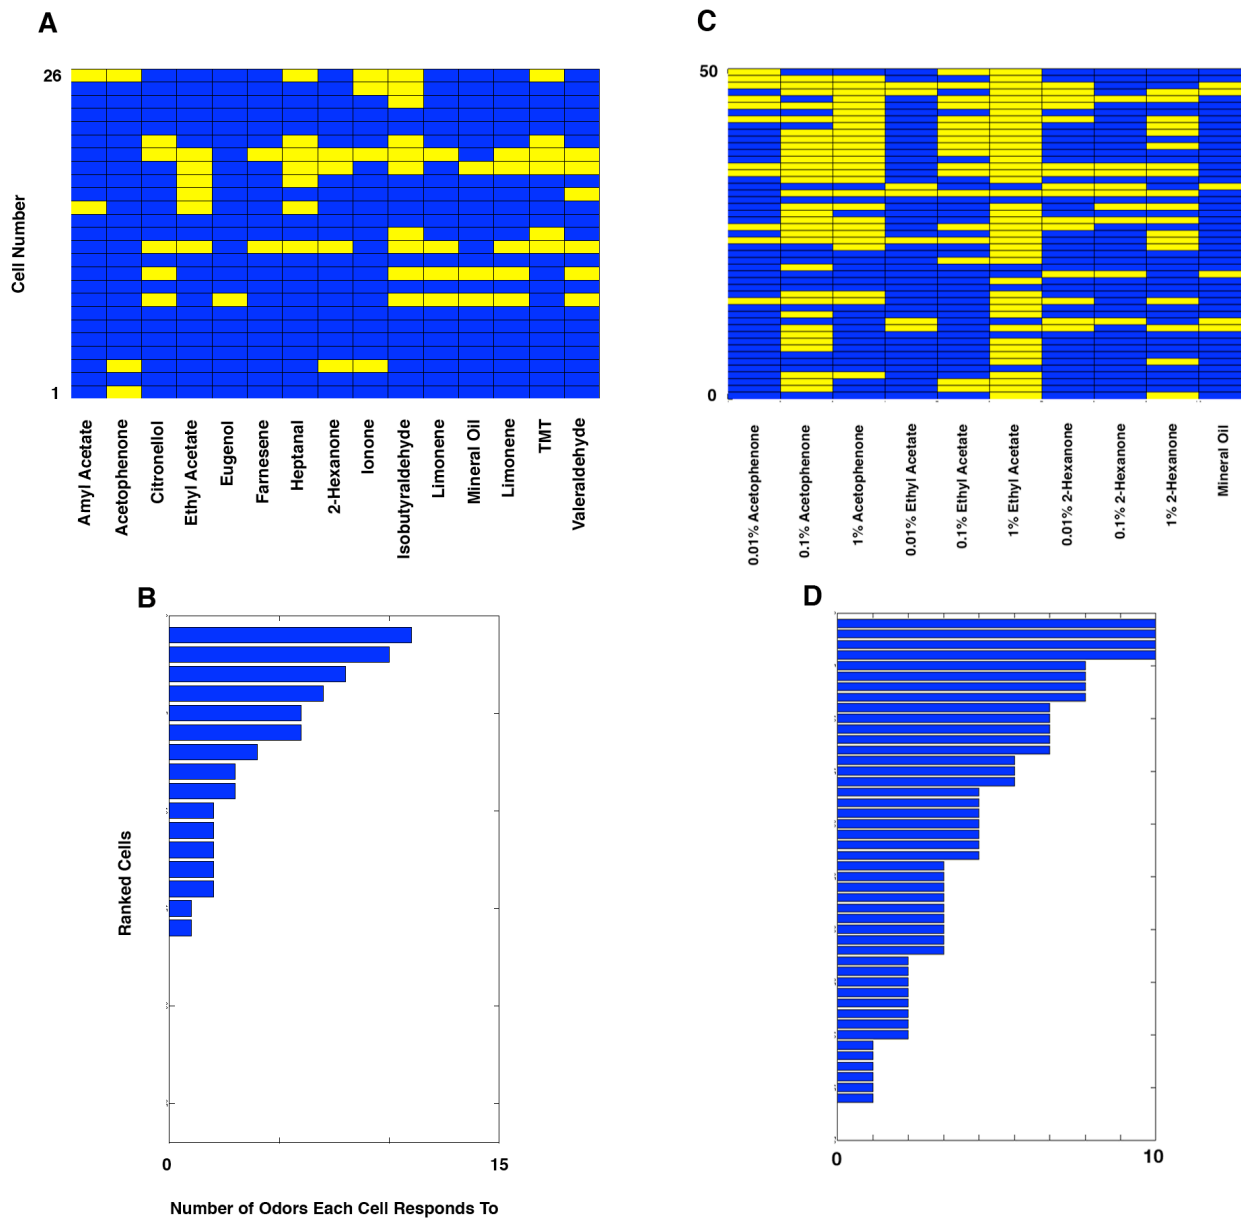 A
C
26
1
Cell Number
50
0
Amyl Acetate
Acetophenone
Citronellol
Ethyl Acetate
Eugenol
Farnesene
Heptanal
2-Hexanone
Ionone
Isobutyraldehyde
Limonene
Mineral Oil
Limonene
TMT
Valeraldehyde
0.01% Acetophenone
0.1% Acetophenone
1% Acetophenone
0.01% Ethyl Acetate
0.1% Ethyl Acetate
1% Ethyl Acetate
0.01% 2-Hexanone
0.1% 2-Hexanone
1% 2-Hexanone
Mineral Oil
B
D
Ranked Cells
0
15
0
10
Number of Odors Each Cell Responds To